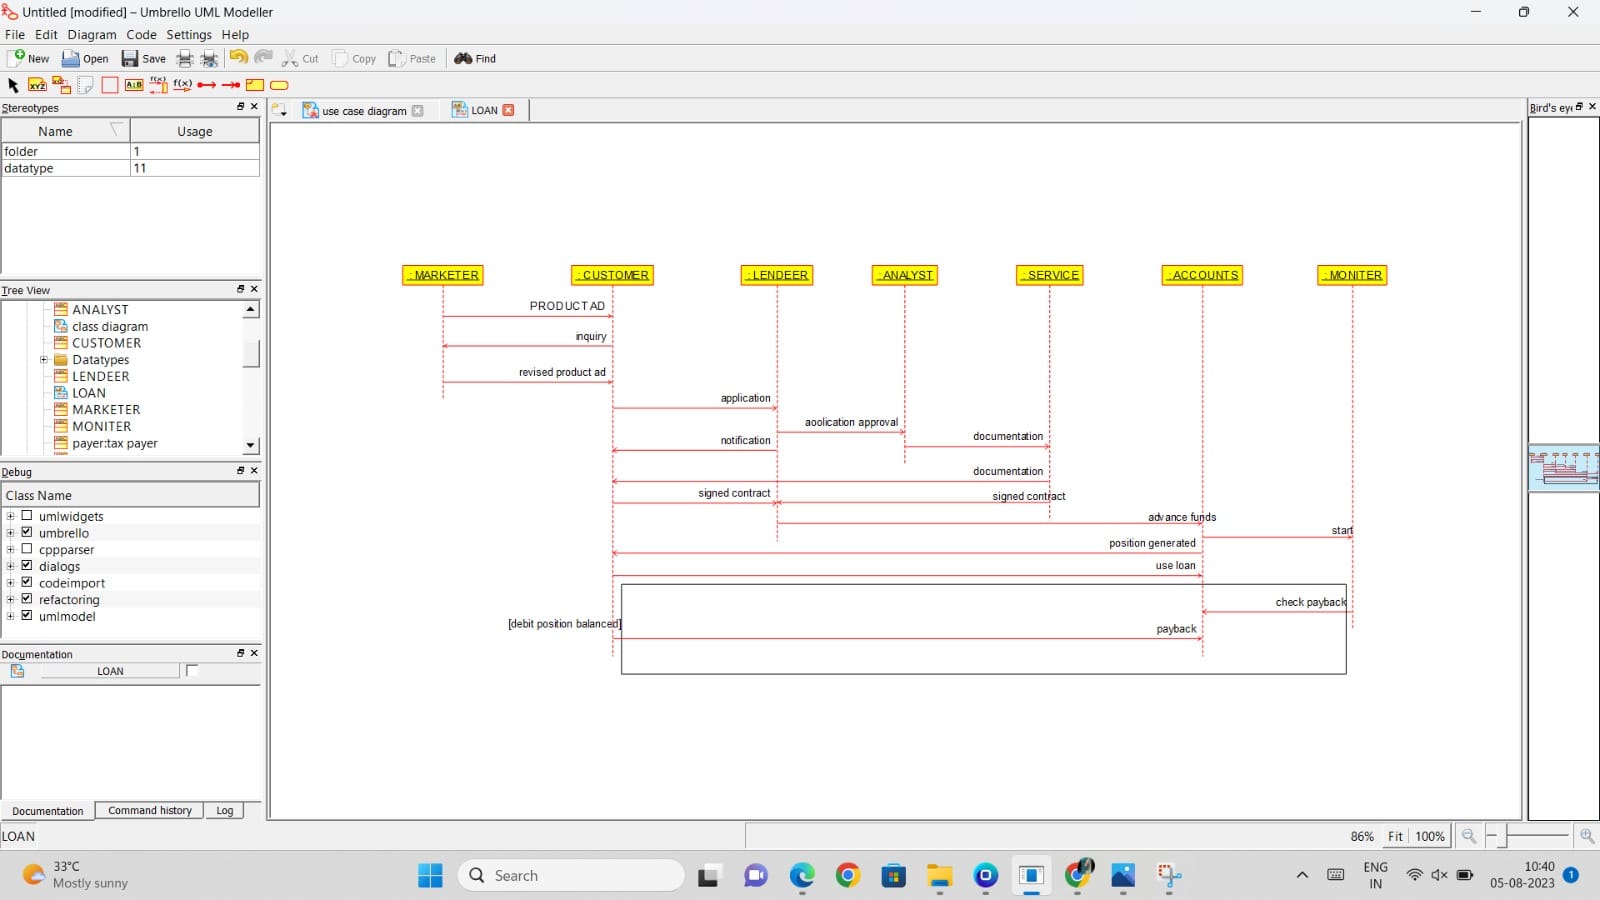 Untitled [modified] – Umbrello UML Modeller
File Edit Diagram Code Settings Help
New Open Save Cut Copy Paste Find
Stereotypes
Name Usage
folder 1
datatype 11
Tree View
ANALYST
class diagram
CUSTOMER
Datatypes
LENDEER
LOAN
MARKETER
MONITER
payer:tax payer
Debug
Class Name
umlwidgets
umbrello
cppparser
dialogs
codeimport
refactoring
umlmodel
Documentation
LOAN
Documentation Command history Log
LOAN
use case diagram LOAN
: MARKETER : CUSTOMER : LENDEER : ANALYST : SERVICE : ACCOUNTS : MONITER
PRODUCT AD
inquiry
revised product ad
application
aoolication approval
notification
documentation
documentation
signed contract
signed contract
advance funds
start
position generated
use loan
check payback
[debit position balanced]
payback
Bird's eye
86% Fit 100%
33°C
Mostly sunny
Search
ENG
IN
10:40
05-08-2023
1